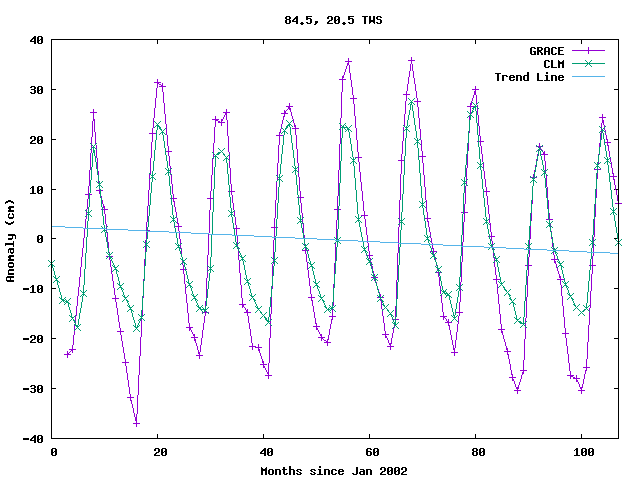 84.5, 20.5 TWS
GRACE
CLM
Trend Line
40
30
20
10
0
-10
-20
-30
-40
Anomaly (cm)
0 20 40 60 80 100
Months since Jan 2002